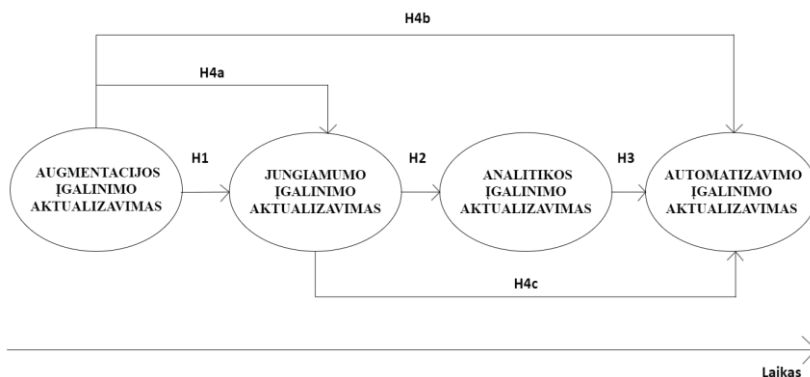 H4b
H4a
H1
H2
H3
AUGMENTACIJOS
ĮGALINIMO
AKTUALIZAVIMAS
JUNGIAMUMO
ĮGALINIMO
AKTUALIZAVIMAS
ANALITIKOS
ĮGALINIMO
AKTUALIZAVIMAS
AUTOMATIZAVIMO
ĮGALINIMO
AKTUALIZAVIMAS
H4c
Laikas